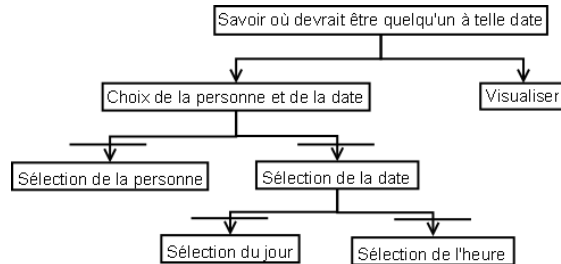 Savoir où devrait être quelqu'un à telle date
Choix de la personne et de la date
Visualiser
Sélection de la personne
Sélection de la date
Sélection du jour
Sélection de l'heure